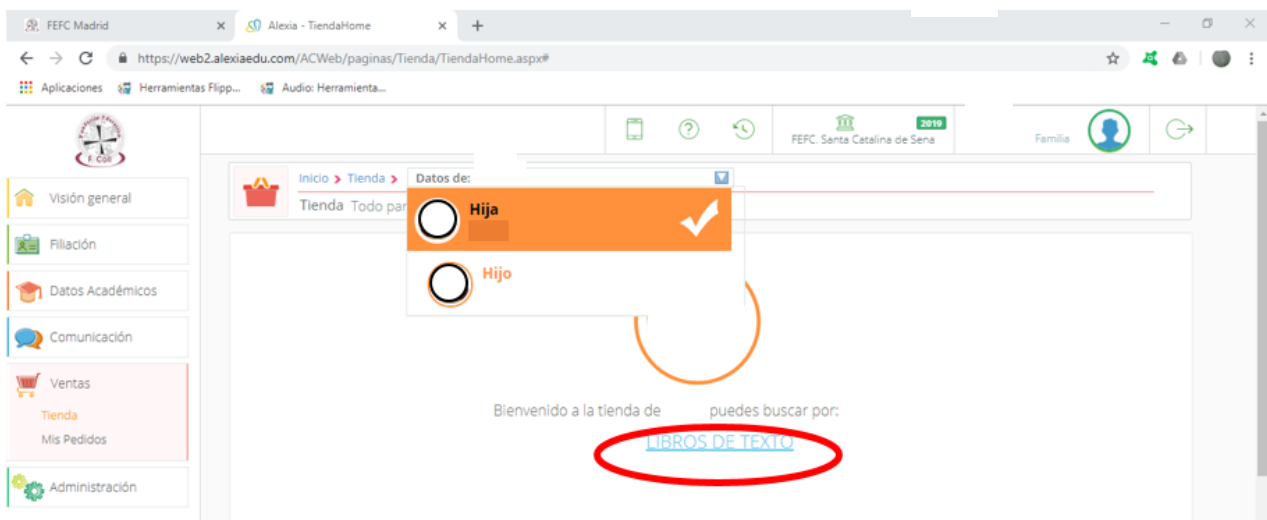 FEFC Madrid
Alexia - TiendaHome
https://web2.alexiaedu.com/ACWeb/paginas/Tienda/TiendaHome.aspx#
Aplicaciones
Herramientas Flipp...
Audio: Herramienta...
F. Coll
FEFC. Santa Catalina de Sena
2019
Familia
Inicio > Tienda >
Datos de:
Tienda Todo par
Hija
Hijo
Visión general
Filiación
Datos Académicos
Comunicación
Ventas
Tienda
Mis Pedidos
Administración
Bienvenido a la tienda de puedes buscar por:
LIBROS DE TEXTO